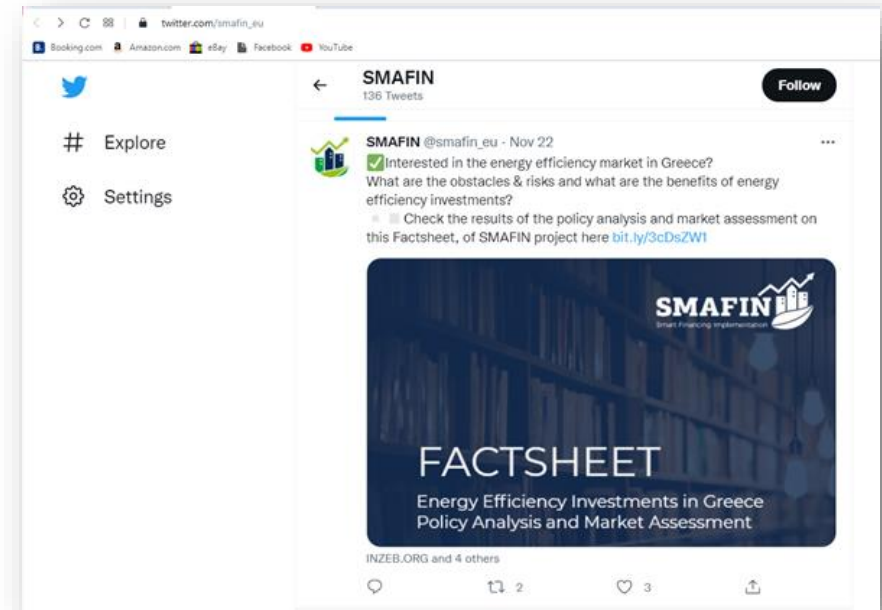 twitter.com/smafin_eu
Booking.com Amazon.com eBay Facebook YouTube
SMAFIN
136 Tweets
Follow
# Explore
Settings
SMAFIN @smafin_eu · Nov 22
✅Interested in the energy efficiency market in Greece?
What are the obstacles & risks and what are the benefits of energy
efficiency investments?
Check the results of the policy analysis and market assessment on
this Factsheet, of SMAFIN project here bit.ly/3cDsZW1
SMAFIN
Smart Financing Implementation
FACTSHEET
Energy Efficiency Investments in Greece
Policy Analysis and Market Assessment
INZEB.ORG and 4 others
2 3